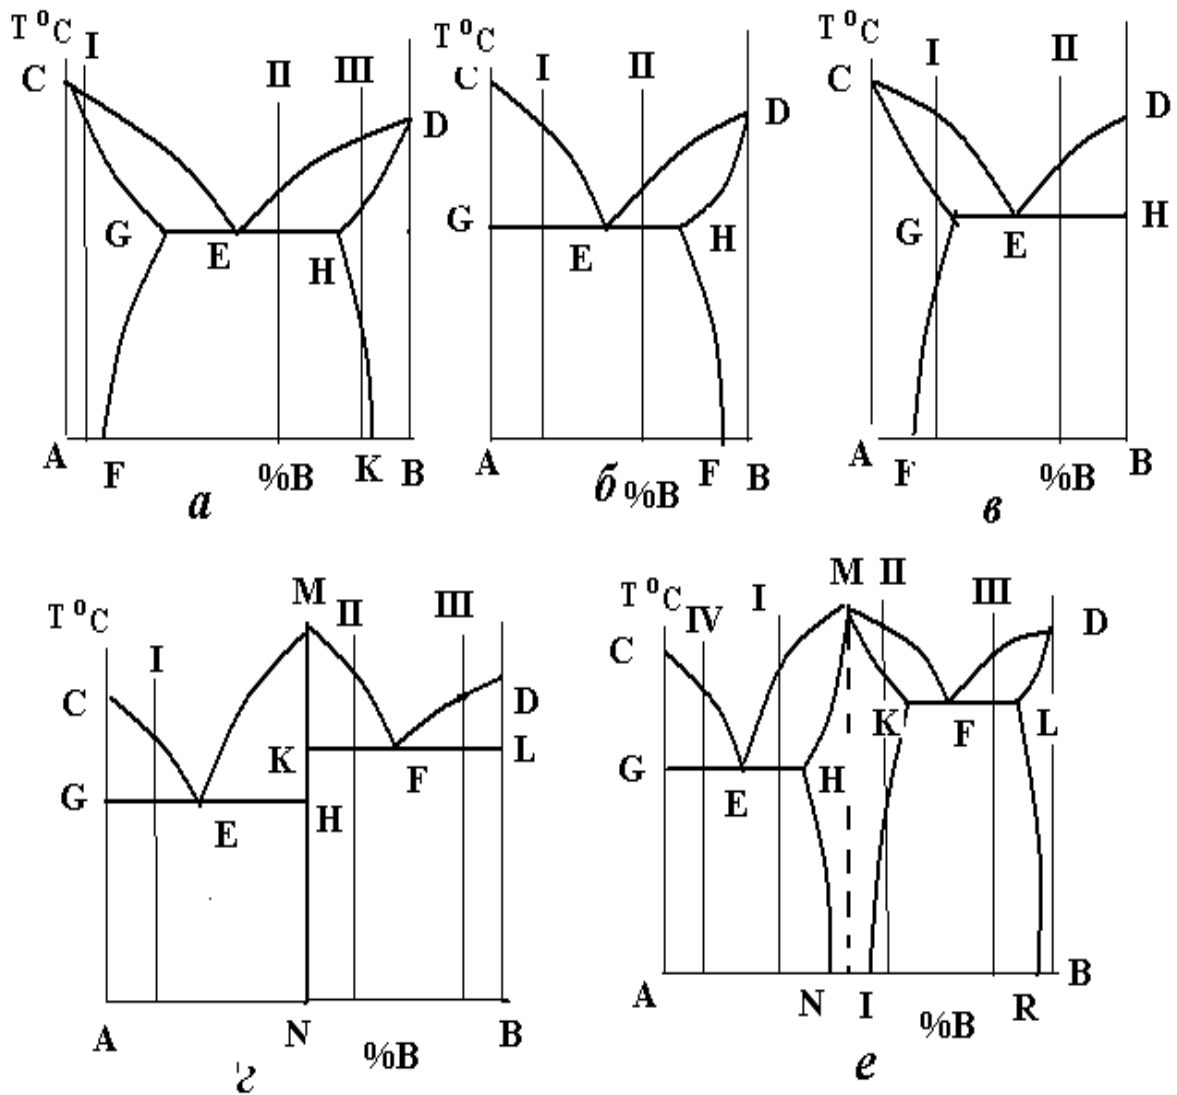 T °C I II III C D G E H A F %B K B а
T °C C I II D G E H A %B F B б
T °C I II C D G E H A F %B B в
T °C M I II III C D G K F L E H A N %B B г
T °C IV I M II III C D G E H K F L A N I %B R B е